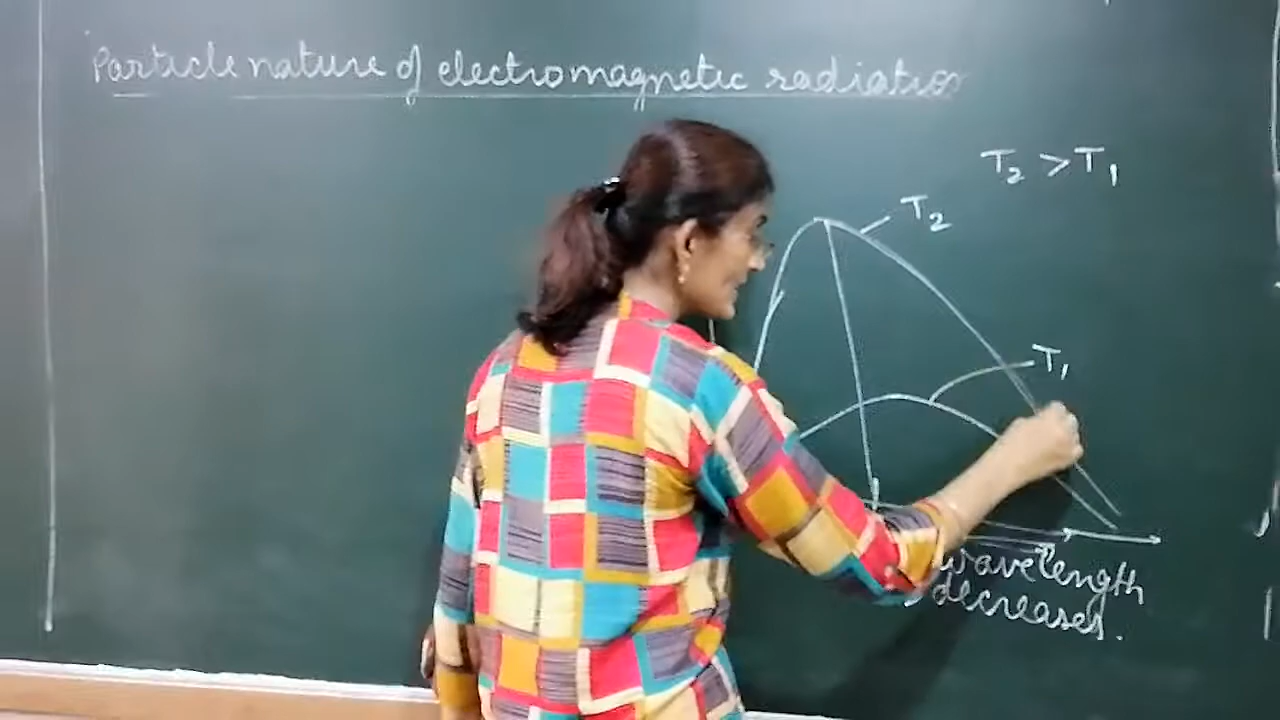 Particle nature of electromagnetic radiation
T₂ > T₁
T₂
T₁
wavelength
decreases.